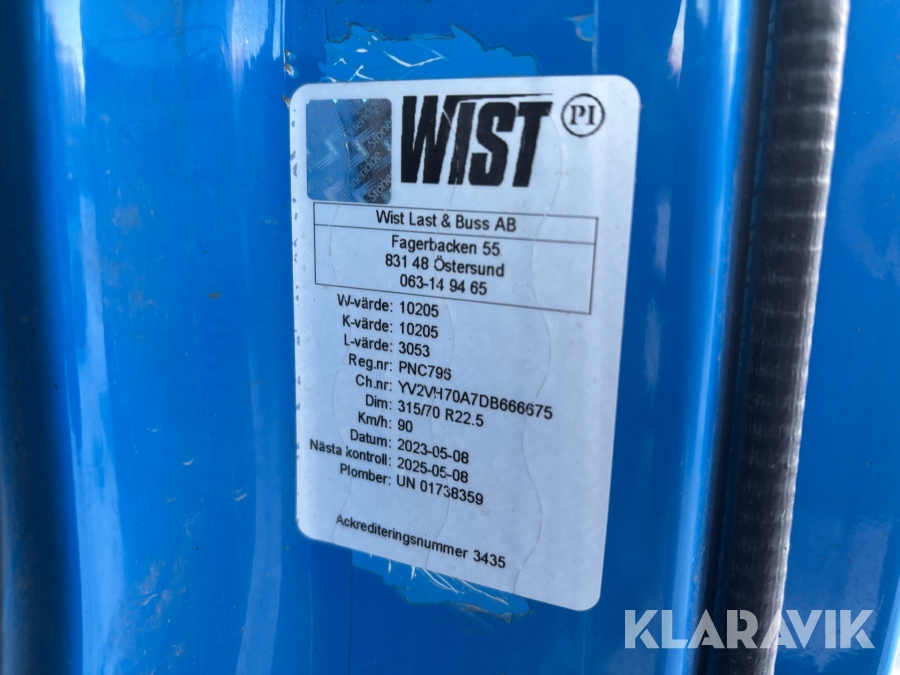 WIST PI
Wist Last & Buss AB
Fagerbacken 55
831 48 Östersund
063-14 94 65
W-värde: 10205
K-värde: 10205
L-värde: 3053
Reg.nr: PNC796
Ch.nr: YV2VH70A7DB666675
Dim: 315/70 R22.5
Km/h: 90
Datum: 2023-05-08
Nästa kontroll: 2025-05-08
Plomber: UN 01738359
Ackrediteringsnummer 3435
KLARAVIK